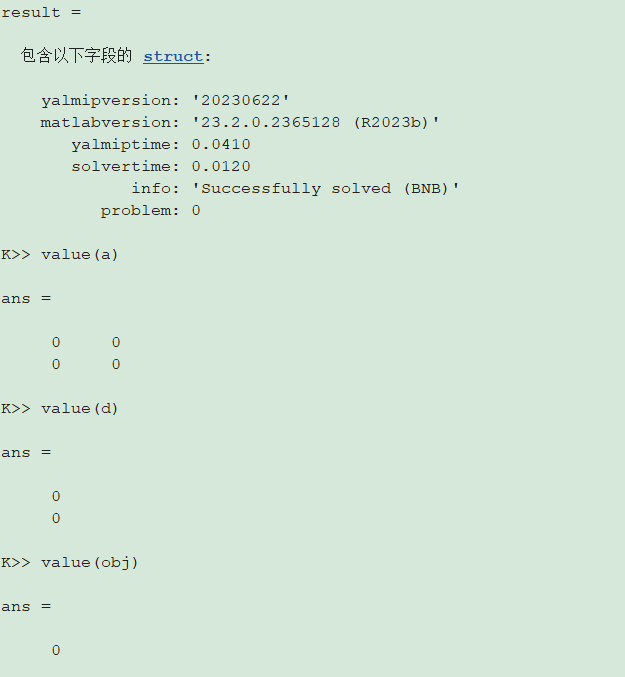 result =
包含以下字段的 struct:
yalmipversion: '20230622'
matlabversion: '23.2.0.2365128 (R2023b)'
yalmiptime: 0.0410
solvertime: 0.0120
info: 'Successfully solved (BNB)'
problem: 0
K>> value(a)
ans =
0 0
0 0
K>> value(d)
ans =
0
0
K>> value(obj)
ans =
0